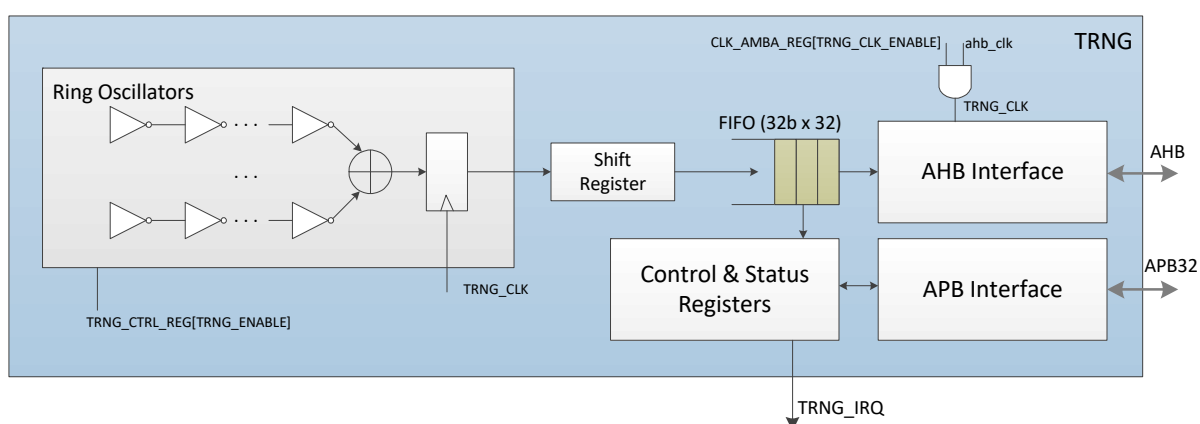 CLK_AMBA_REG[TRNG_CLK_ENABLE]
ahb_clk
TRNG
Ring Oscillators
TRNG_CLK
FIFO (32b x 32)
. . .
. . .
. . .
Shift
Register
AHB Interface
AHB
. . .
. . .
Control & Status
Registers
APB Interface
APB32
TRNG_CLK
TRNG_CTRL_REG[TRNG_ENABLE]
TRNG_IRQ